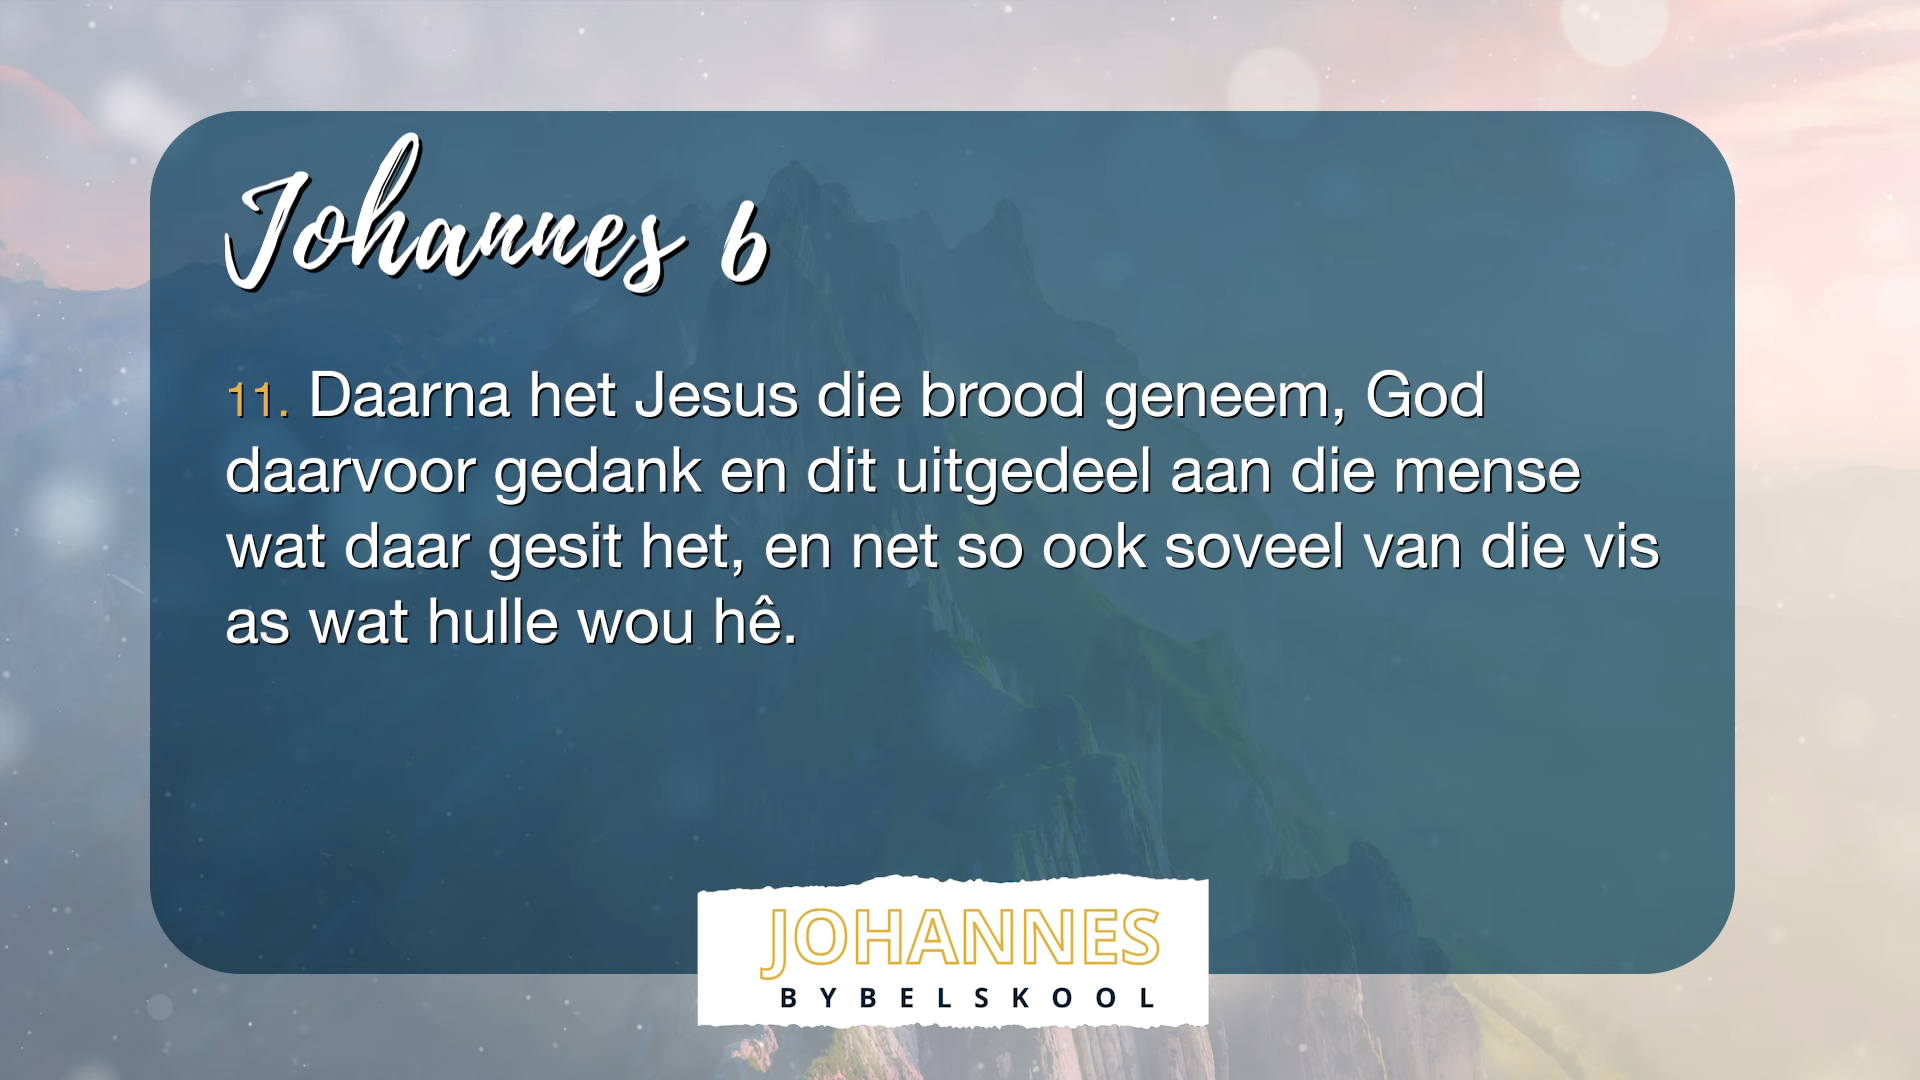 Johannes 6
11. Daarna het Jesus die brood geneem, God
daarvoor gedank en dit uitgedeel aan die mense
wat daar gesit het, en net so ook soveel van die vis
as wat hulle wou hê.
JOHANNES
BYBELSKOOL